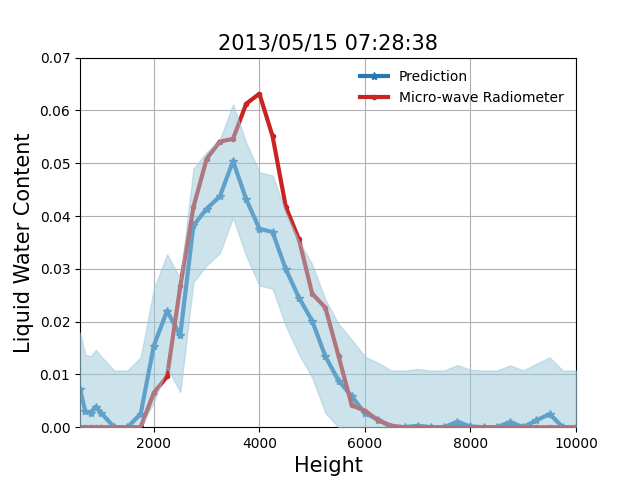 2013/05/15 07:28:38
Prediction
Micro-wave Radiometer
Liquid Water Content
0.07
0.06
0.05
0.04
0.03
0.02
0.01
0.00
2000 4000 6000 8000 10000
Height